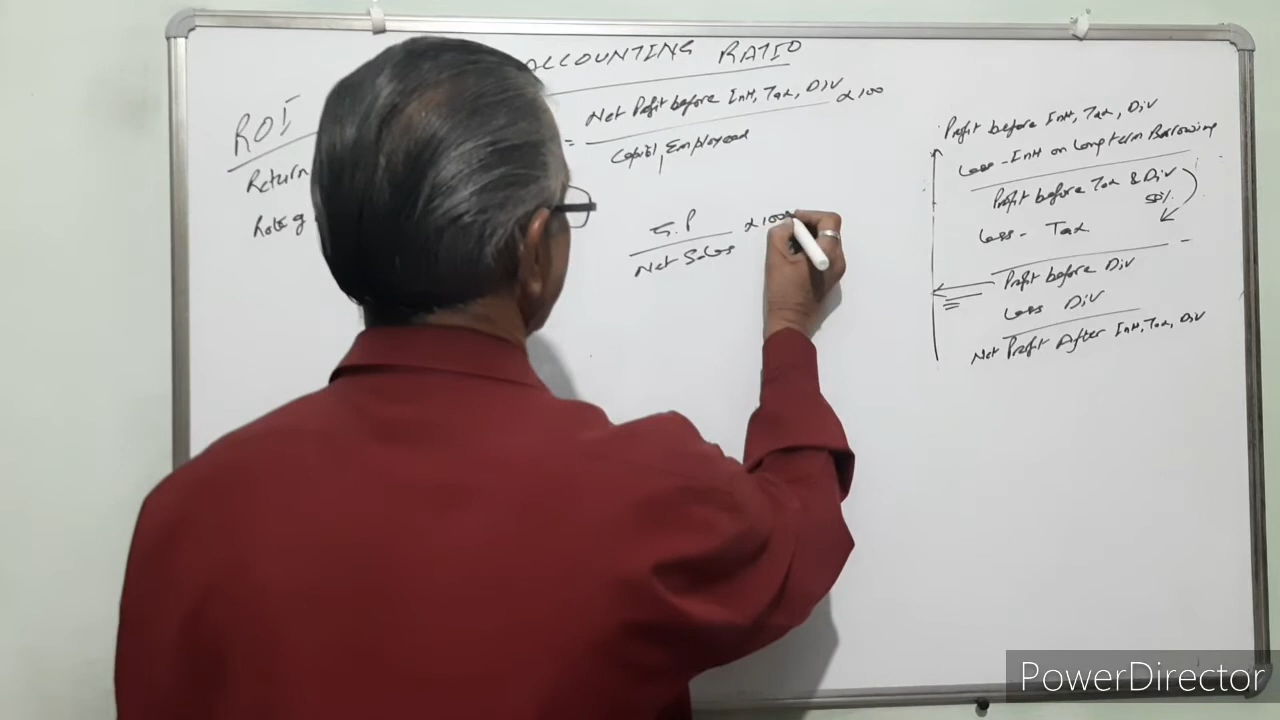 ACCOUNTING RATIO
ROI
Return
= Net Profit before Int, Tax, Div x 100
Capital Employed
G.P x 100
Net Sales
Profit before Int, Tax, Div
Less - Int on Long term Borrowing
Profit before Tax & Div
50%
Less - Tax
Profit before Div
Less Div
Net Profit After Int, Tax, Div
PowerDirector